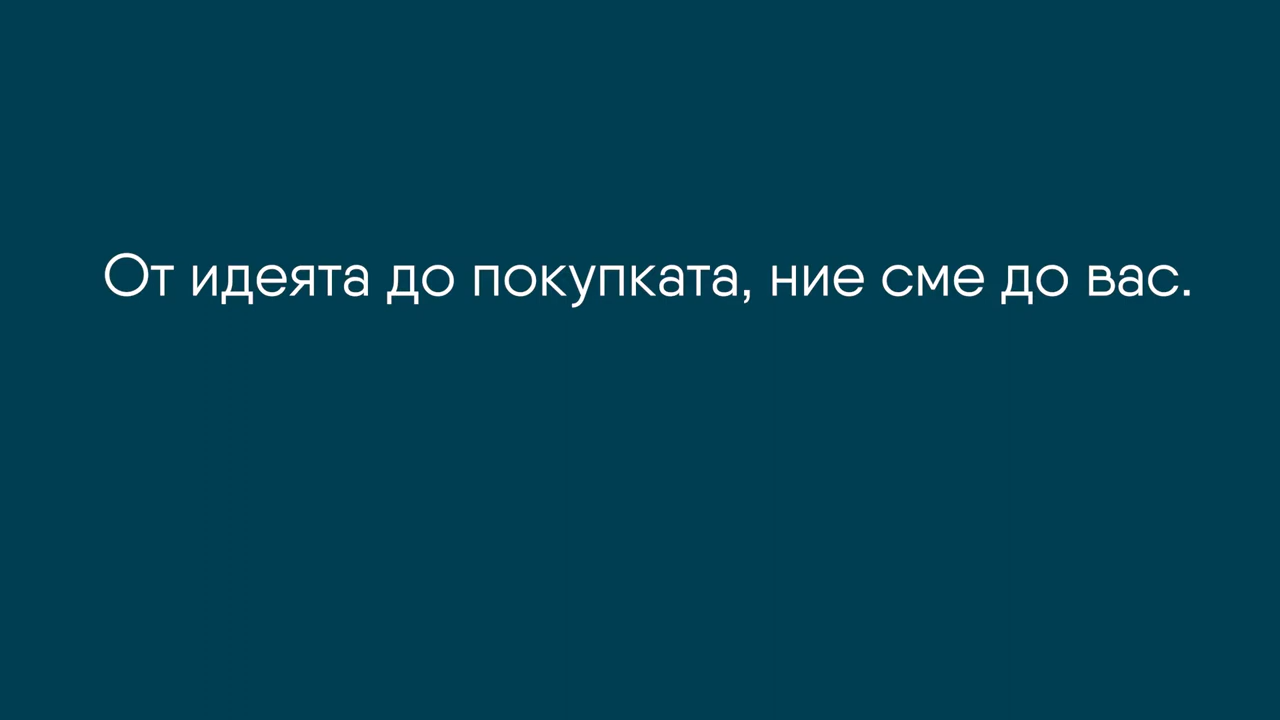 От идеята до покупката, ние сме до вас.